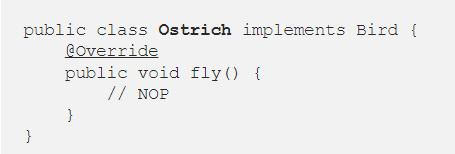 public class Ostrich implements Bird {
    @Override
    public void fly() {
        // NOP
    }
}